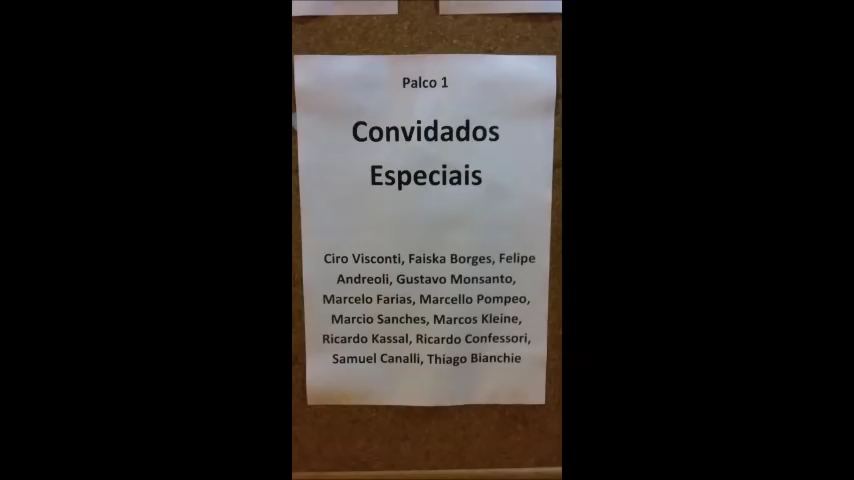 Palco 1
Convidados
Especiais
Ciro Visconti, Faiska Borges, Felipe
Andreoli, Gustavo Monsanto,
Marcelo Farias, Marcello Pompeo,
Marcio Sanches, Marcos Kleine,
Ricardo Kassal, Ricardo Confessori,
Samuel Canalli, Thiago Bianchie